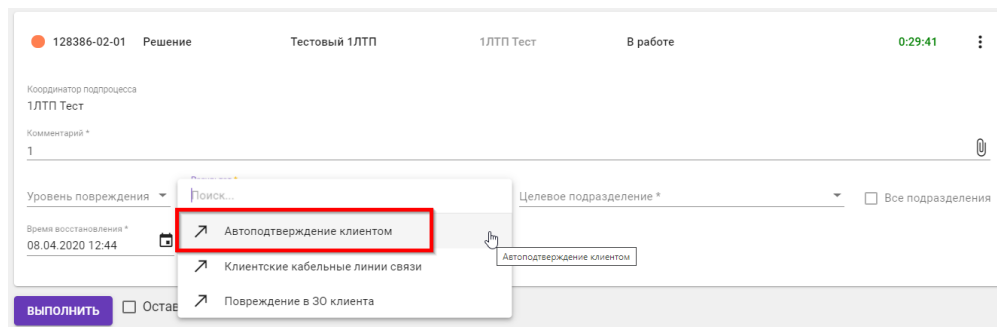 128386-02-01 Решение Тестовый 1ЛТП 1ЛТП Тест В работе 0:29:41
Координатор подпроцесса
1ЛТП Тест
Комментарий *
1
Уровень повреждения
Поиск...
Целевое подразделение *
Все подразделения
Автоподтверждение клиентом
Автоподтверждение клиентом
Время восстановления *
08.04.2020 12:44
Клиентские кабельные линии связи
Повреждение в ЗО клиента
ВЫПОЛНИТЬ
Остав